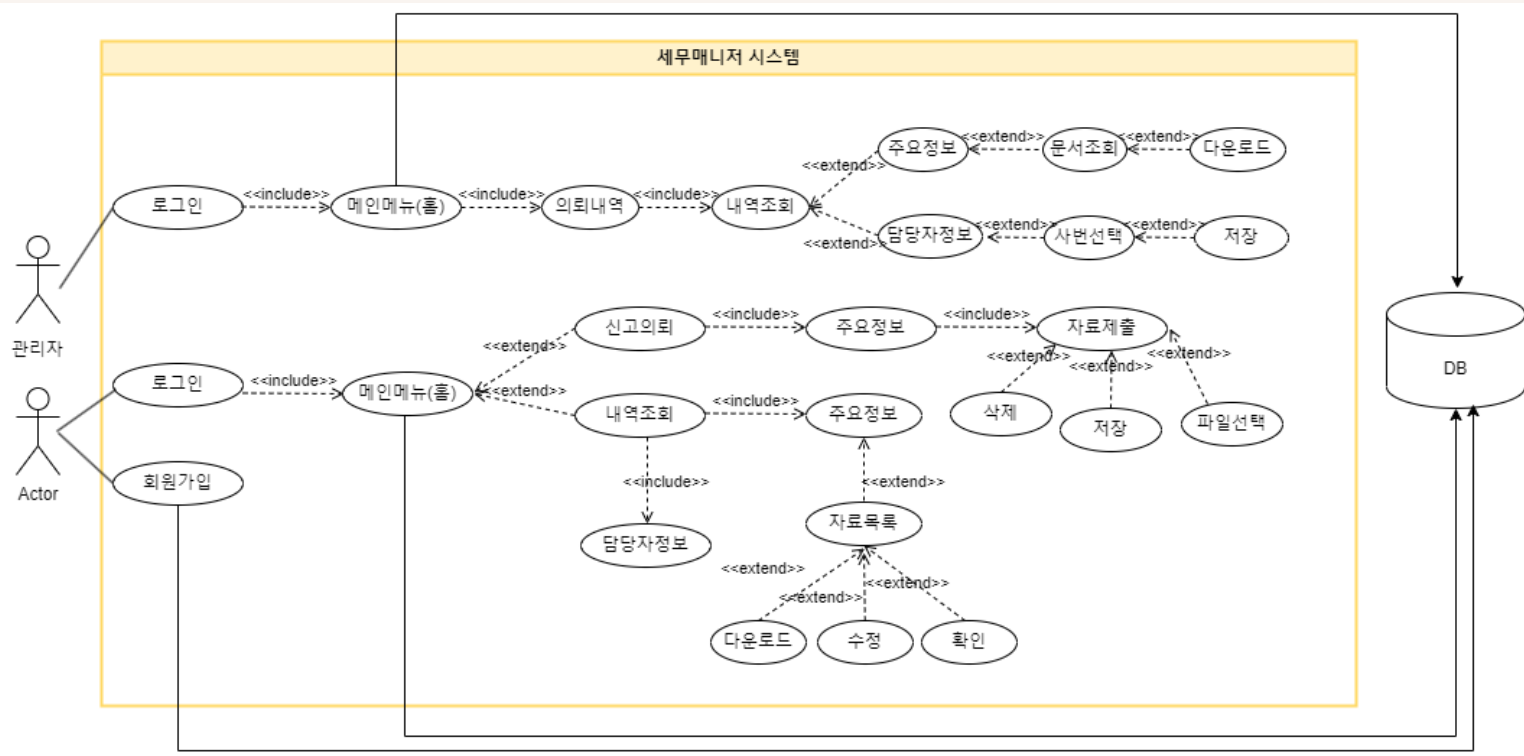 세무매니저 시스템
주요정보
<<extend>>
문서조회
<<extend>>
다운로드
<<extend>>
로그인
<<include>>
메인메뉴(홈)
<<include>>
의뢰내역
<<include>>
내역조회
<<extend>>
담당자정보
<<extend>>
사번선택
<<extend>>
저장
관리자
신고의뢰
<<include>>
주요정보
<<include>>
자료제출
<<extend>>
<<extend>>
<<extend>>
<<extend>>
로그인
<<include>>
메인메뉴(홈)
<<extend>>
내역조회
<<include>>
주요정보
삭제
저장
파일선택
DB
Actor
회원가입
<<include>>
<<extend>>
담당자정보
자료목록
<<extend>>
<<extend>>
<<extend>>
다운로드
수정
확인